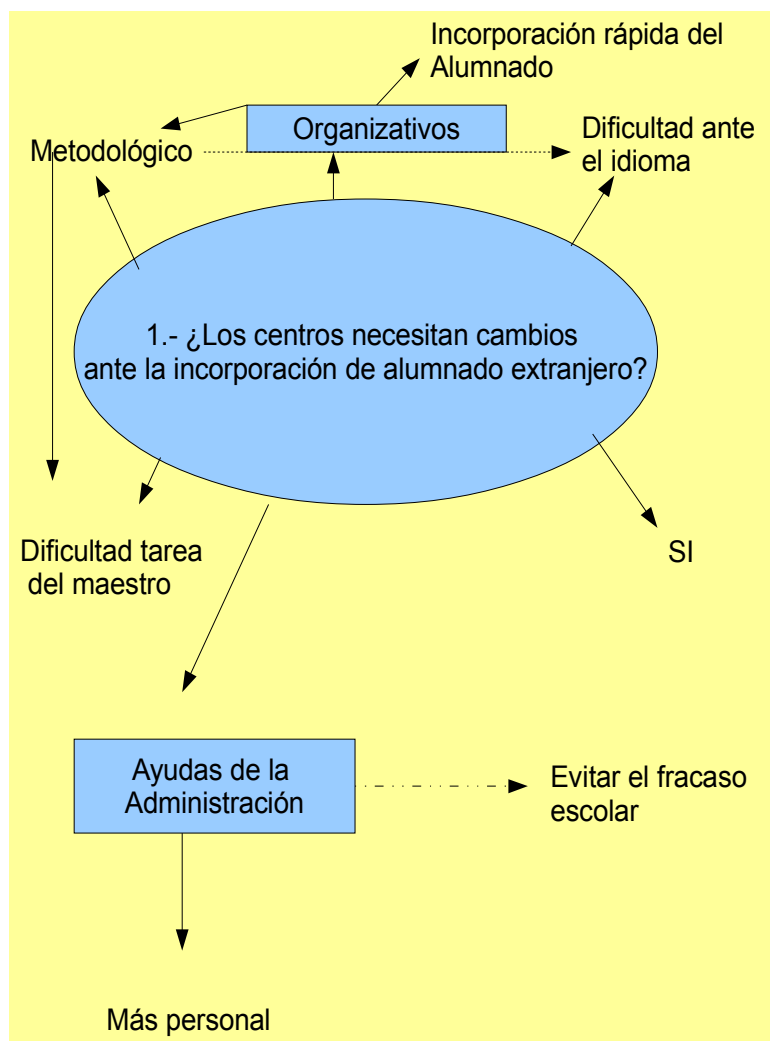 Incorporación rápida del
Alumnado
Organizativos
Dificultad ante
el idioma
Metodológico
1.- ¿Los centros necesitan cambios
ante la incorporación de alumnado extranjero?
Dificultad tarea
del maestro
SI
Ayudas de la
Administración
Evitar el fracaso
escolar
Más personal